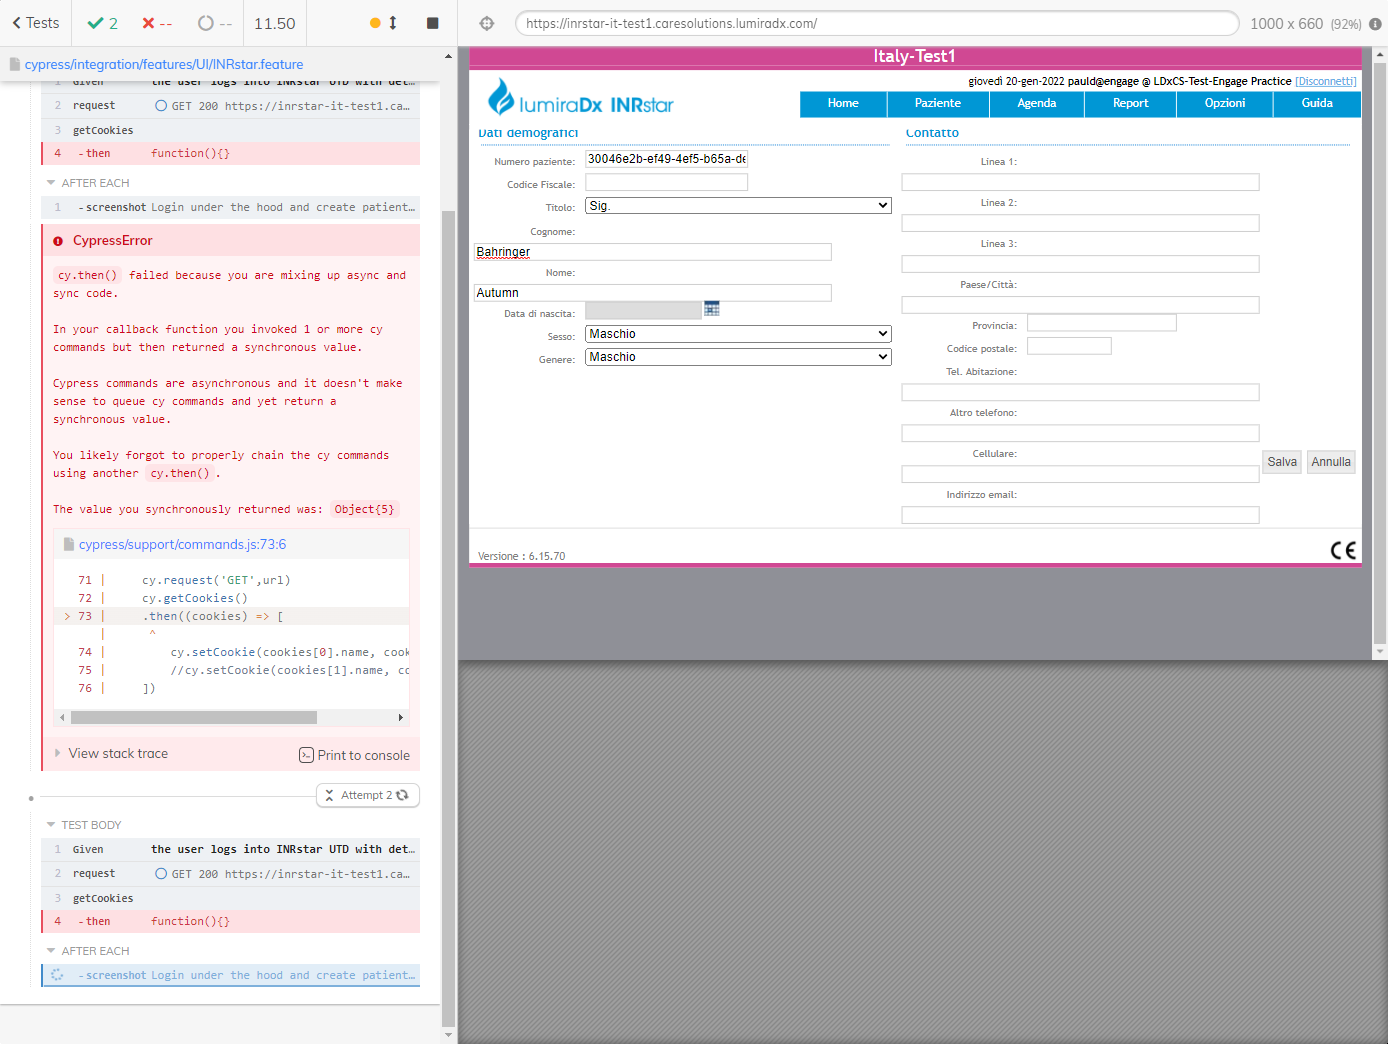 Tests
2
--
--
11.50
https://inrstar-it-test1.caresolutions.lumiradx.com/
1000 x 660 (92%)
cypress/integration/features/UI/INRstar.feature
1 Given the user logs into INRstar UTD with det…
2 request GET 200 https://inrstar-it-test1.ca…
3 getCookies
4 -then function(){}
AFTER EACH
1 -screenshot Login under the hood and create patient…
CypressError
cy.then() failed because you are mixing up async and
sync code.
In your callback function you invoked 1 or more cy
commands but then returned a synchronous value.
Cypress commands are asynchronous and it doesn't make
sense to queue cy commands and yet return a
synchronous value.
You likely forgot to properly chain the cy commands
using another cy.then().
The value you synchronously returned was: Object{5}
cypress/support/commands.js:73:6
71 | cy.request('GET',url)
72 | cy.getCookies()
> 73 | .then((cookies) => [
| ^
74 | cy.setCookie(cookies[0].name, cook
75 | //cy.setCookie(cookies[1].name, co
76 | ])
View stack trace
Print to console
Attempt 2
TEST BODY
1 Given the user logs into INRstar UTD with det…
2 request GET 200 https://inrstar-it-test1.ca…
3 getCookies
4 -then function(){}
AFTER EACH
-screenshot Login under the hood and create patient…
Italy-Test1
giovedì 20-gen-2022 pauld@engage @ LDxCS-Test-Engage Practice [Disconnetti]
lumiraDx INRstar
Home
Paziente
Agenda
Report
Opzioni
Guida
Dati demografici
Numero paziente: 30046e2b-ef49-4ef5-b65a-de
Codice Fiscale:
Titolo: Sig.
Cognome:
Bahringer
Nome:
Autumn
Data di nascita:
Sesso: Maschio
Genere: Maschio
Contatto
Linea 1:
Linea 2:
Linea 3:
Paese/Città:
Provincia:
Codice postale:
Tel. Abitazione:
Altro telefono:
Cellulare:
Indirizzo email:
Salva
Annulla
Versione : 6.15.70
CE